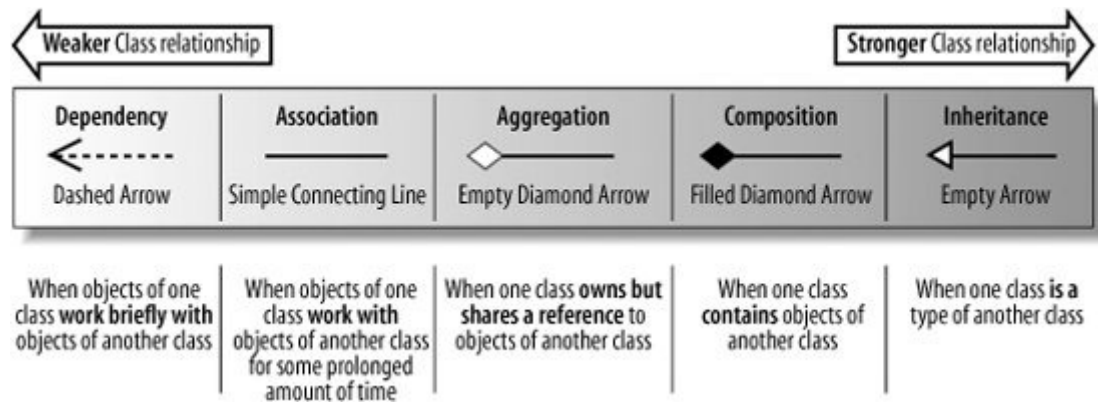 Weaker Class relationship
Stronger Class relationship
Dependency
Association
Aggregation
Composition
Inheritance
Dashed Arrow
Simple Connecting Line
Empty Diamond Arrow
Filled Diamond Arrow
Empty Arrow
When objects of one
class work briefly with
objects of another class
When objects of one
class work with
objects of another class
for some prolonged
amount of time
When one class owns but
shares a reference to
objects of another class
When one class
contains objects of
another class
When one class is a
type of another class